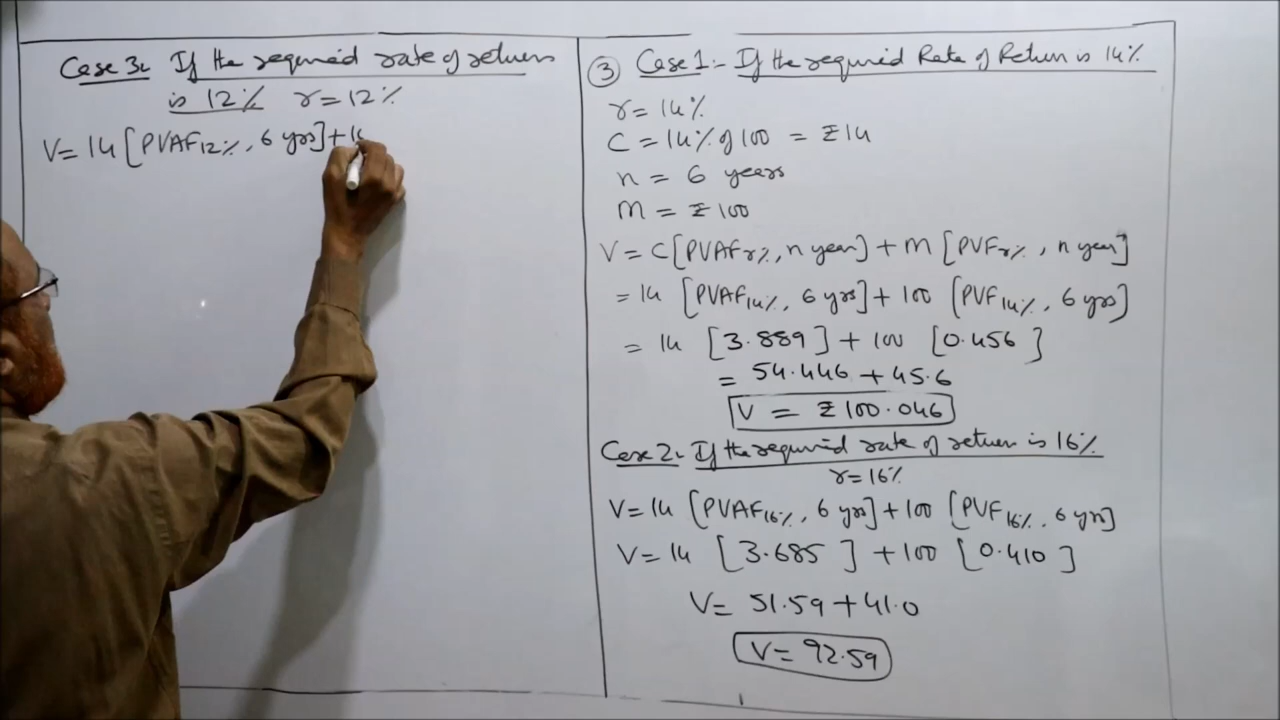 Case 3:- If the required rate of return
is 12% r = 12%
V = 14 [PVAF12%, 6 yrs] + 10
③ Case 1:- If the required Rate of Return is 14%
r = 14%
C = 14% of 100 = ₹14
n = 6 years
M = ₹100
V = C [PVAFr%, n year] + M [PVFr%, n year]
= 14 [PVAF14%, 6 yrs] + 100 [PVF14%, 6 yrs]
= 14 [3.889] + 100 [0.456]
= 54.446 + 45.6
V = ₹100.046
Case 2:- If the required rate of return is 16%
r = 16%
V = 14 [PVAF16%, 6 yrs] + 100 [PVF16%, 6 yrs]
V = 14 [3.685] + 100 [0.410]
V = 51.59 + 41.0
V = 92.59